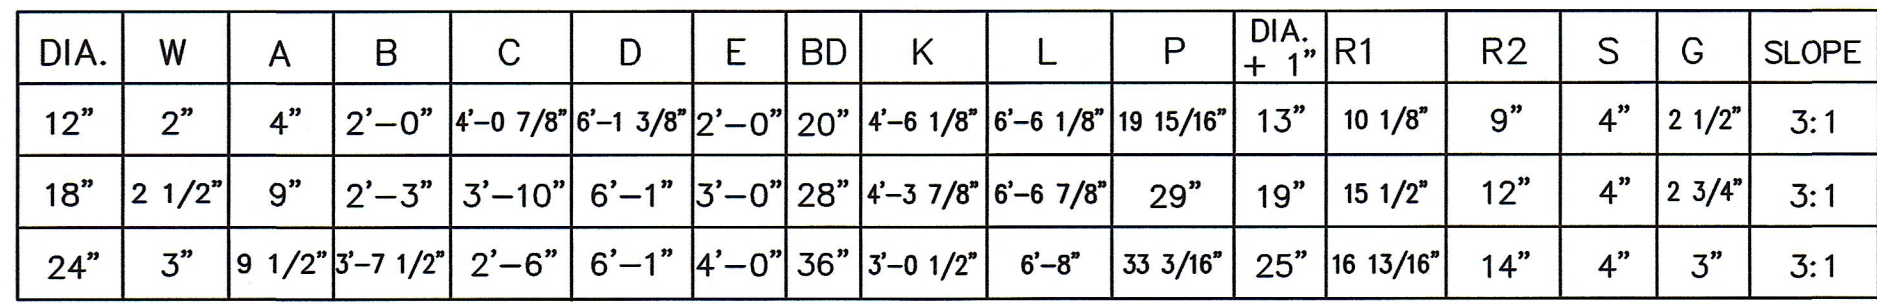 DIA. W A B C D E BD K L P DIA. + 1” R1 R2 S G SLOPE
12” 2” 4” 2’–0” 4’–0 7/8” 6’–1 3/8” 2’–0” 20” 4’–6 1/8” 6’–6 1/8” 19 15/16” 13” 10 1/8” 9” 4” 2 1/2” 3:1
18” 2 1/2” 9” 2’–3” 3’–10” 6’–1” 3’–0” 28” 4’–3 7/8” 6’–6 7/8” 29” 19” 15 1/2” 12” 4” 2 3/4” 3:1
24” 3” 9 1/2” 3’–7 1/2” 2’–6” 6’–1” 4’–0” 36” 3’–0 1/2” 6’–8” 33 3/16” 25” 16 13/16” 14” 4” 3” 3:1